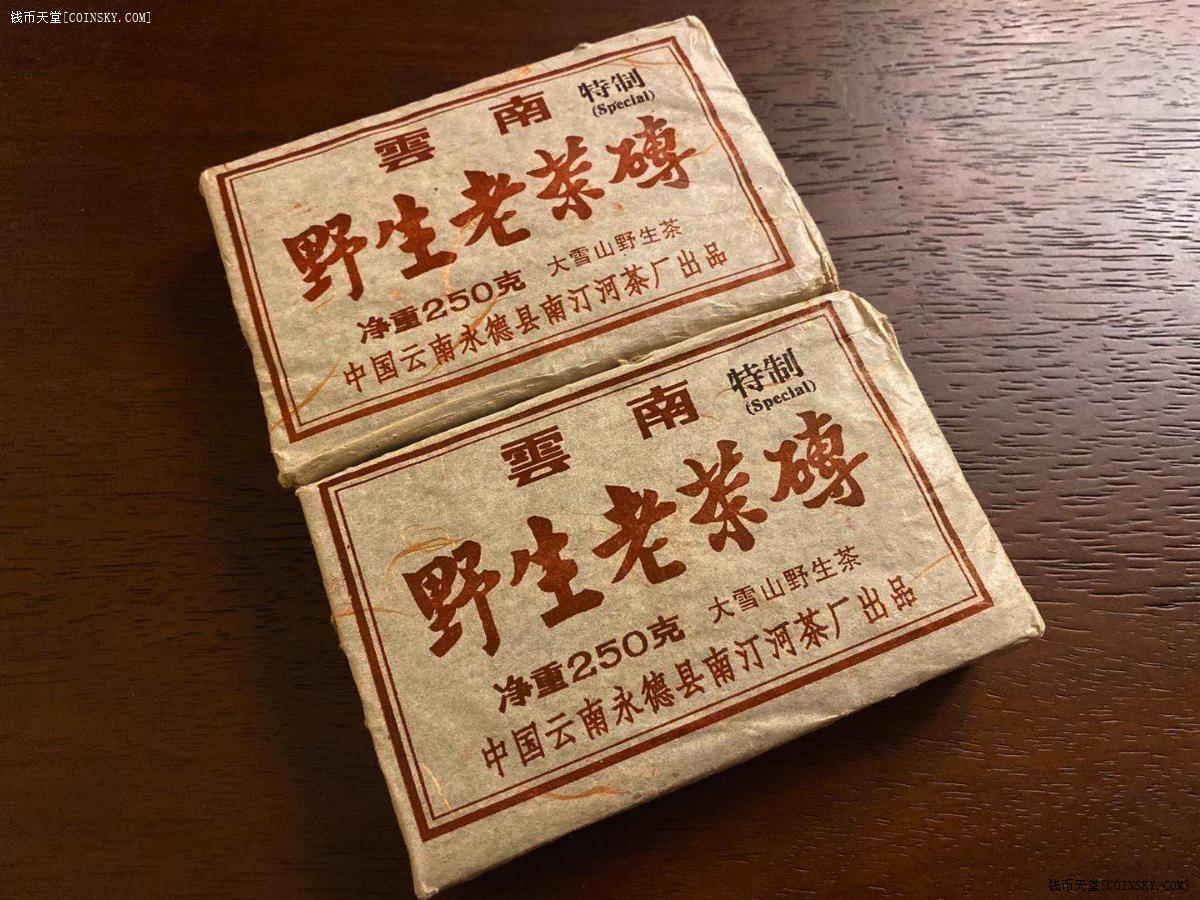 钱币天堂[COINSKY.COM]
雲南
特制
(Special)
野生老茶磚
净重250克 大雪山野生茶
中国云南永德县南汀河茶厂出品
雲南
特制
(Special)
野生老茶磚
净重250克 大雪山野生茶
中国云南永德县南汀河茶厂出品
钱币天堂[COINSKY.COM]